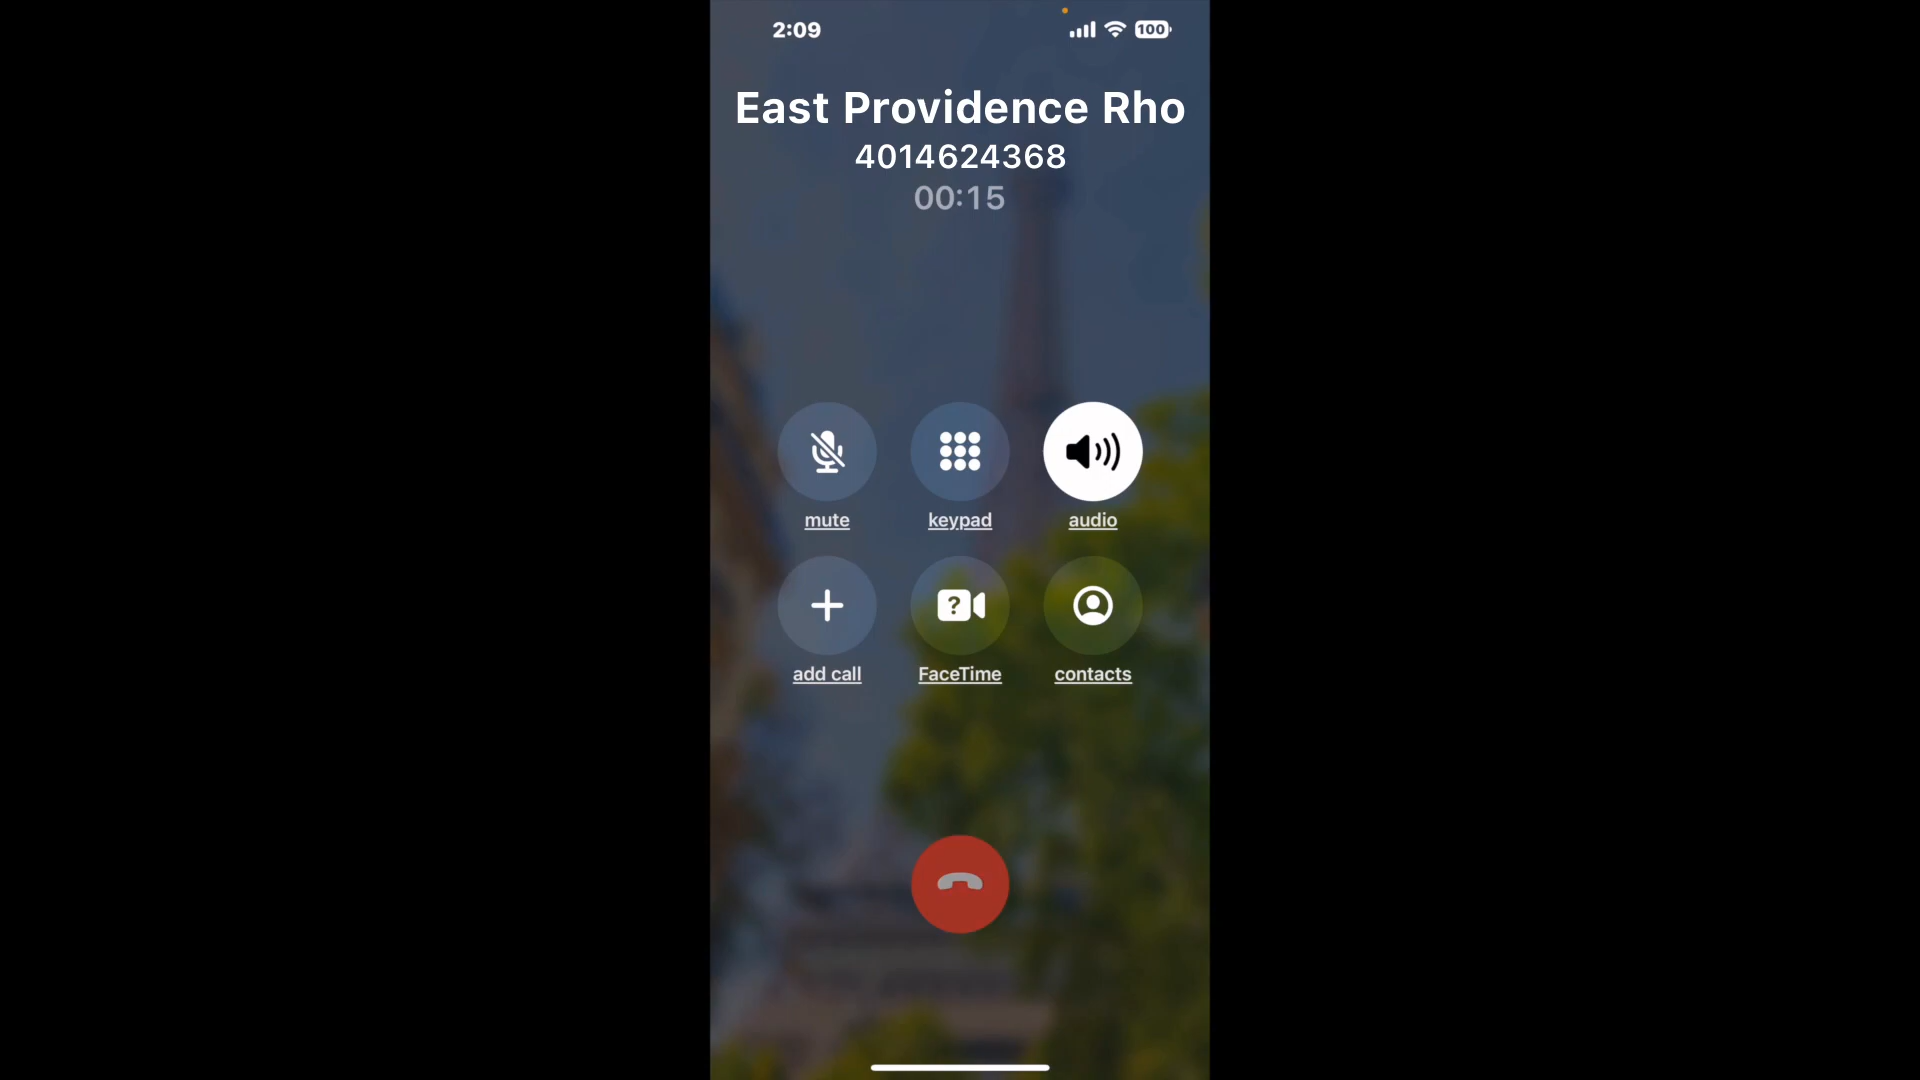 2:09
100
East Providence Rho
4014624368
00:15
mute
keypad
audio
?
add call
FaceTime
contacts